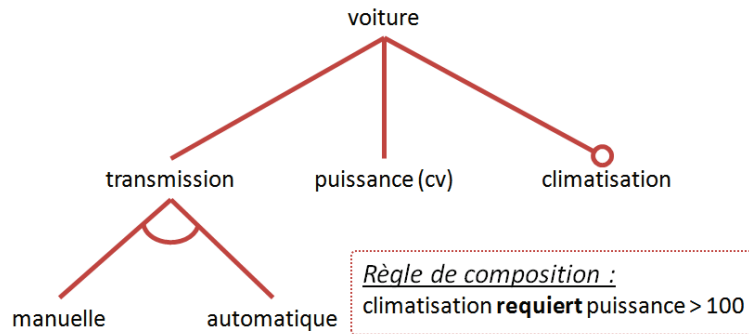 voiture
transmission
puissance (cv)
climatisation
manuelle
automatique
Règle de composition :
climatisation requiert puissance > 100